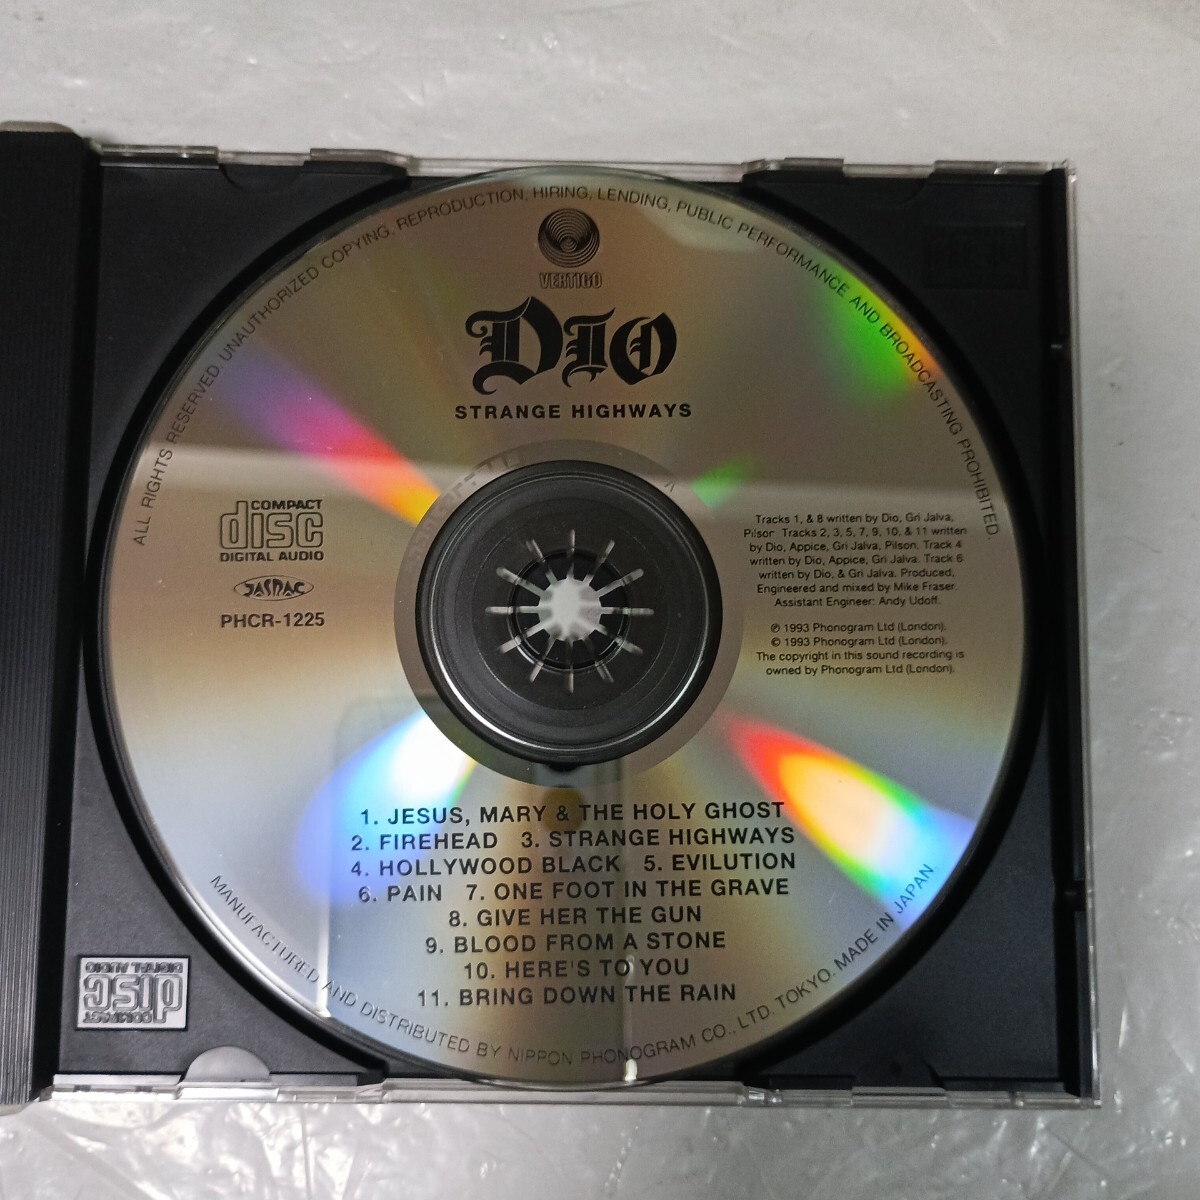 ALL RIGHTS RESERVED. UNAUTHORIZED COPYING, REPRODUCTION, HIRING, LENDING, PUBLIC PERFORMANCE AND BROADCASTING PROHIBITED.
VERTIGO
DIO
STRANGE HIGHWAYS
COMPACT
disc
DIGITAL AUDIO
JASRAC
PHCR-1225
Tracks 1, & 8 written by Dio, Gri Jalva,
Pilson. Tracks 2, 3, 5, 7, 9, 10, & 11 written
by Dio, Appice, Gri Jalva, Pilson. Track 4
written by Dio, Appice, Gri Jalva. Track 6
written by Dio, & Gri Jalva. Produced,
Engineered and mixed by Mike Fraser.
Assistant Engineer: Andy Udoff.
℗ 1993 Phonogram Ltd (London).
© 1993 Phonogram Ltd (London).
The copyright in this sound recording is
owned by Phonogram Ltd (London).
1. JESUS, MARY & THE HOLY GHOST
2. FIREHEAD 3. STRANGE HIGHWAYS
4. HOLLYWOOD BLACK 5. EVILUTION
6. PAIN 7. ONE FOOT IN THE GRAVE
8. GIVE HER THE GUN
9. BLOOD FROM A STONE
10. HERE'S TO YOU
11. BRING DOWN THE RAIN
MANUFACTURED AND DISTRIBUTED BY NIPPON PHONOGRAM CO., LTD. TOKYO. MADE IN JAPAN
COMPACT
disc
DIGITAL AUDIO